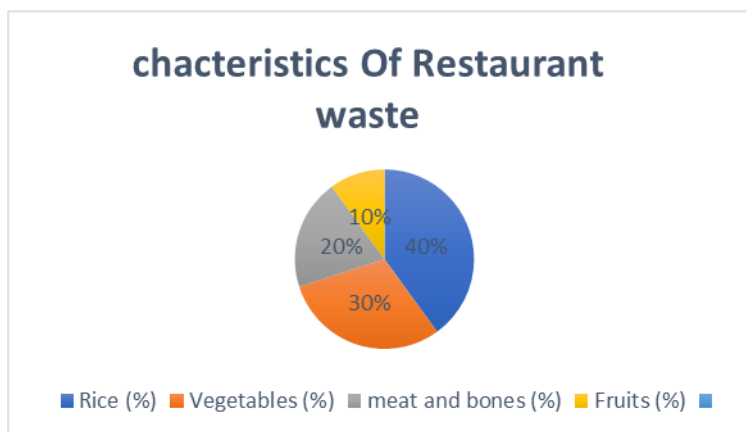 chacteristics Of Restaurant
waste
10%
20%
40%
30%
Rice (%) Vegetables (%) meat and bones (%) Fruits (%)